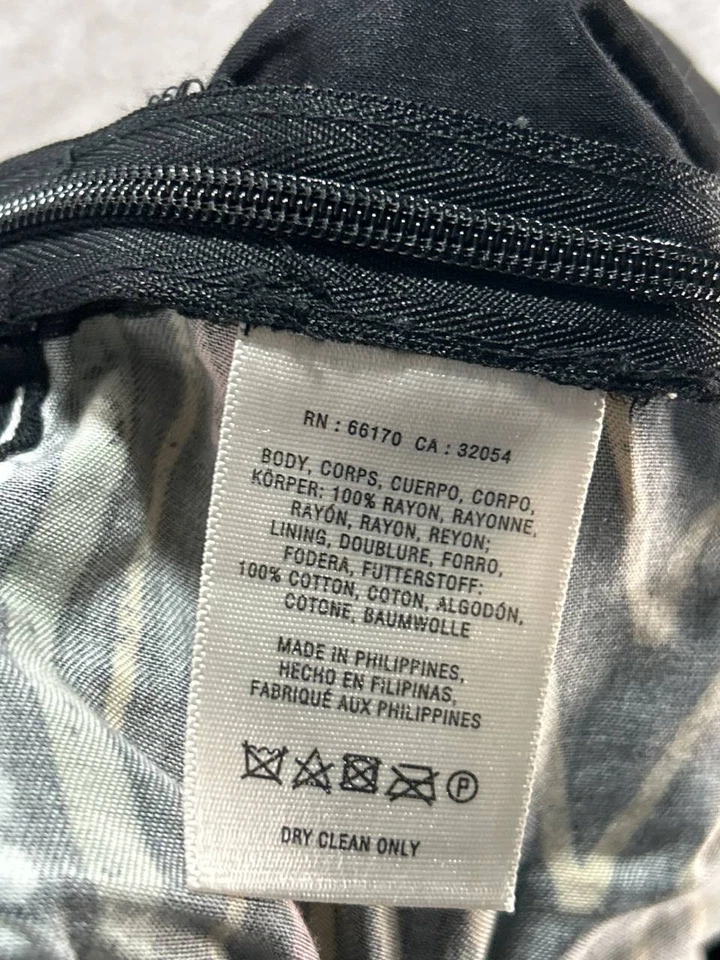 RN : 66170 CA : 32054
BODY, CORPS, CUERPO, CORPO,
KÖRPER: 100% RAYON, RAYONNE,
RAYÓN, RAYON, REYON;
LINING, DOUBLURE, FORRO,
FODERA, FUTTERSTOFF:
100% COTTON, COTON, ALGODÓN,
COTONE, BAUMWOLLE
MADE IN PHILIPPINES,
HECHO EN FILIPINAS,
FABRIQUÉ AUX PHILIPPINES
P
DRY CLEAN ONLY